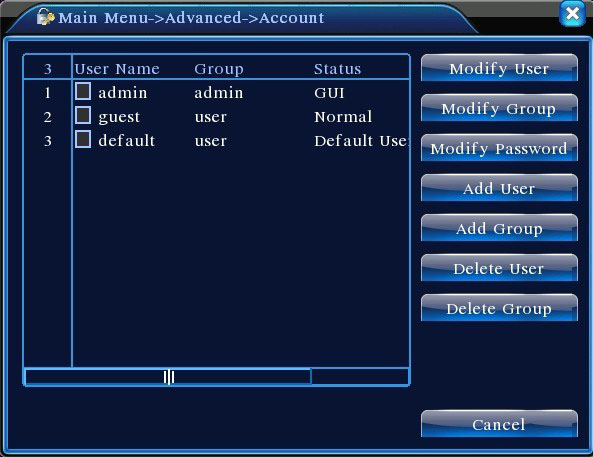 Main Menu->Advanced->Account
3 User Name Group Status
1 admin admin GUI
2 guest user Normal
3 default user Default Use
Modify User
Modify Group
Modify Password
Add User
Add Group
Delete User
Delete Group
Cancel